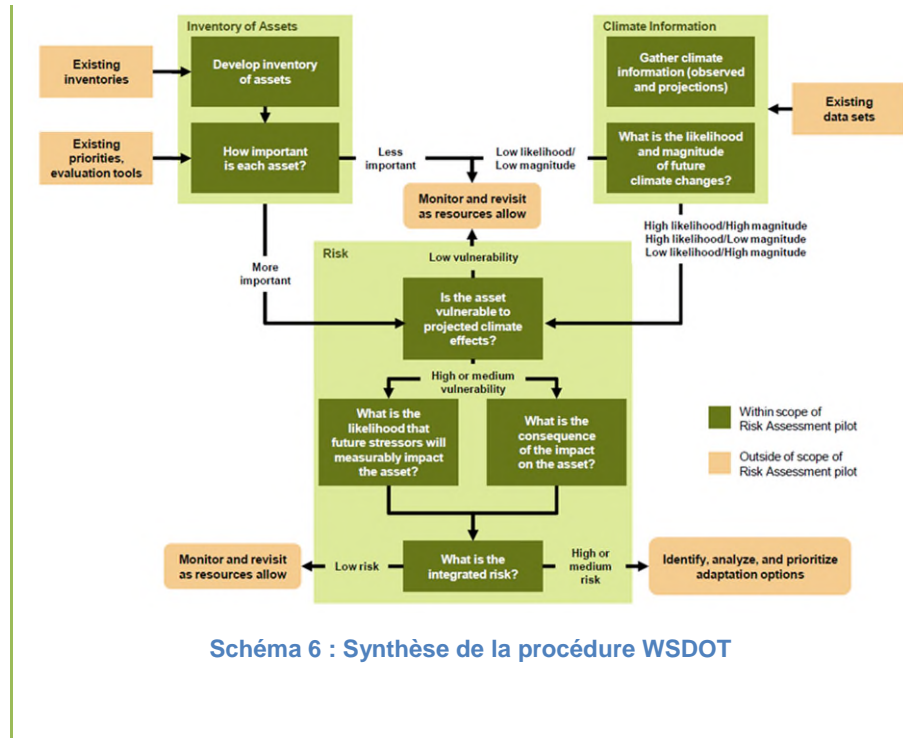 Inventory of Assets
Existing
inventories
Develop inventory
of assets
Existing
priorities,
evaluation tools
How important
is each asset?
Climate Information
Gather climate
information (observed
and projections)
Existing
data sets
What is the likelihood
and magnitude
of future
climate changes?
Less
important
Low likelihood/
Low magnitude
Monitor and revisit
as resources allow
High likelihood/High magnitude
High likelihood/Low magnitude
Low likelihood/High magnitude
More
important
Risk
Low vulnerability
Is the asset
vulnerable to
projected climate
effects?
High or medium
vulnerability
What is the
likelihood that
future stressors will
measurably impact
the asset?
What is the
consequence
of the impact
on the asset?
Within scope of
Risk Assessment pilot
Outside of scope of
Risk Assessment pilot
Monitor and revisit
as resources allow
Low risk
What is the
integrated risk?
High or
medium
risk
Identify, analyze, and prioritize
adaptation options
Schéma 6 : Synthèse de la procédure WSDOT